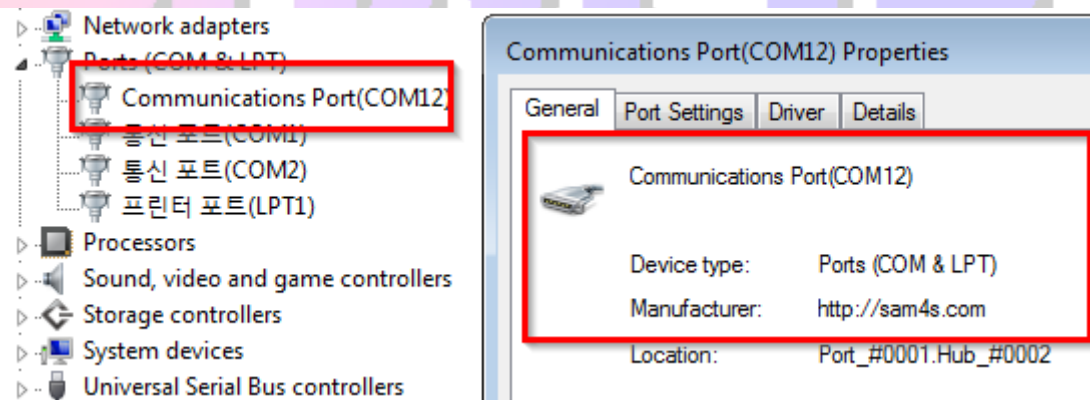 Network adapters
Ports (COM & LPT)
Communications Port(COM12)
통신 포트(COM1)
통신 포트(COM2)
프린터 포트(LPT1)
Processors
Sound, video and game controllers
Storage controllers
System devices
Universal Serial Bus controllers
Communications Port(COM12) Properties
General Port Settings Driver Details
Communications Port(COM12)
Device type: Ports (COM & LPT)
Manufacturer: http://sam4s.com
Location: Port_#0001.Hub_#0002